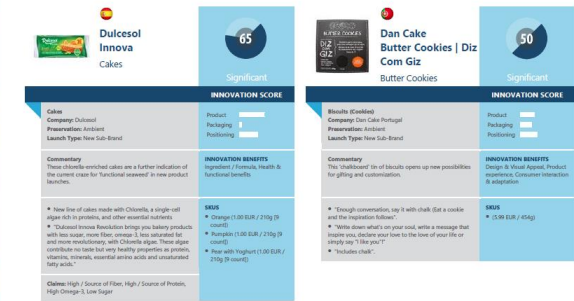 Dulcesol
Innova
Cakes
65
Significant
INNOVATION SCORE
Cakes
Company: Dulcesol
Preservation: Ambient
Launch Type: New Sub-Brand
Product
Packaging
Positioning
Commentary
These chlorella-enriched cakes are a further indication of
the current craze for 'functional seaweed' in new product
launches.
INNOVATION BENEFITS
Ingredient / Formula, Health &
functional benefits
• New line of cakes made with Chlorella, a single-cell
algae rich in proteins, and other essential nutrients
• "Dulcesol Innova Revolution brings you bakery products
with less sugar, more fiber, omega-3, less saturated fat
and more revolutionary, with Chlorella algae. These algae
contribute no taste but very healthy properties as protein,
vitamins, minerals, essential amino acids and unsaturated
fatty acids."
SKUS
• Orange (1.00 EUR / 210g [9
count])
• Pumpkin (1.00 EUR / 210g [9
count])
• Pear with Yoghurt (1.00 EUR /
210g [9 count])
Claims: High / Source of Fiber, High / Source of Protein,
High Omega-3, Low Sugar
BUTTER COOKIES
DIZ
COM
GIZ
Dan Cake
Butter Cookies | Diz
Com Giz
Butter Cookies
50
Significant
INNOVATION SCORE
Biscuits (Cookies)
Company: Dan Cake Portugal
Preservation: Ambient
Launch Type: New Sub-Brand
Product
Packaging
Positioning
Commentary
This 'chalkboard' tin of biscuits opens up new possibilities
for gifting and customization.
INNOVATION BENEFITS
Design & Visual Appeal, Product
experience, Consumer interaction
& adaptation
• "Enough conversation, say it with chalk (Eat a cookie
and the inspiration follows".
• "Write down what's on your soul, write a message that
inspire you, declare your love to the love of your life or
simply say "I like you"!"
• "Includes chalk".
SKUS
• (5.99 EUR / 454g)